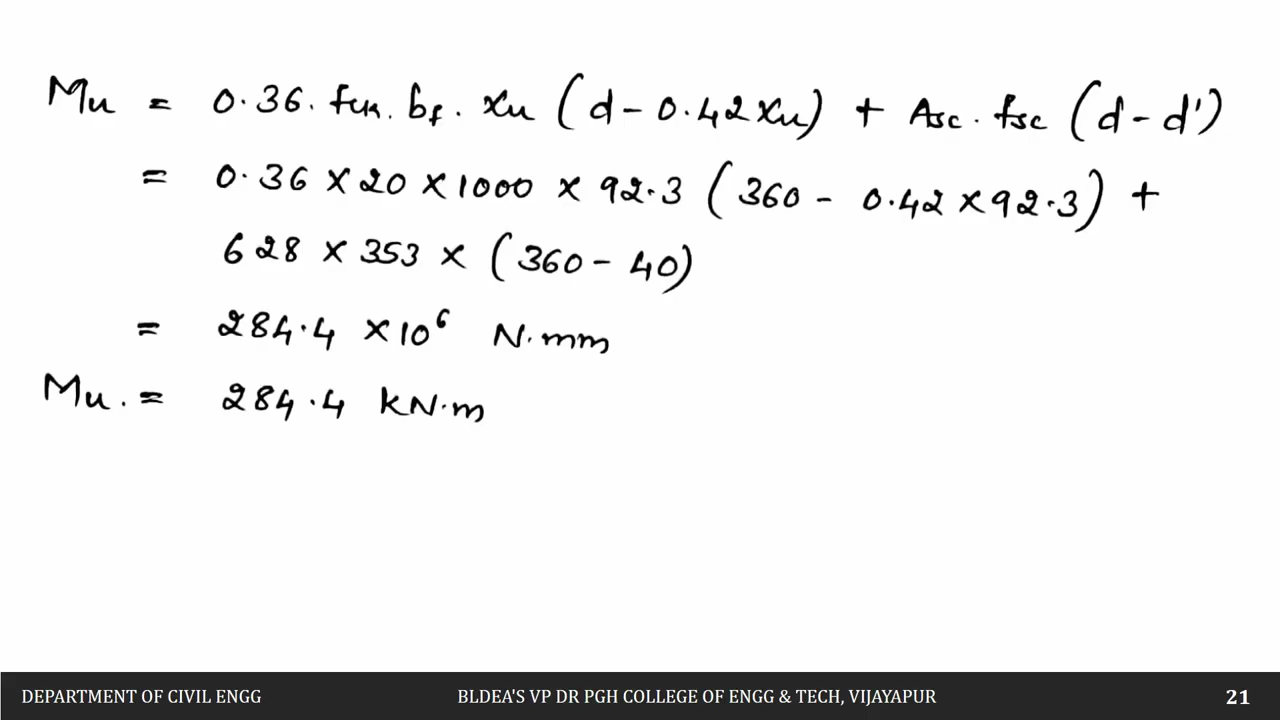 Mu = 0.36. fck. bf. xu (d - 0.42xu) + Asc. fsc (d - d')
= 0.36 × 20 × 1000 × 92.3 (360 - 0.42 × 92.3) +
628 × 353 × (360 - 40)
= 284.4 × 10⁶ N.mm
Mu. = 284.4 kN.m
DEPARTMENT OF CIVIL ENGG BLDEA'S VP DR PGH COLLEGE OF ENGG & TECH, VIJAYAPUR 21